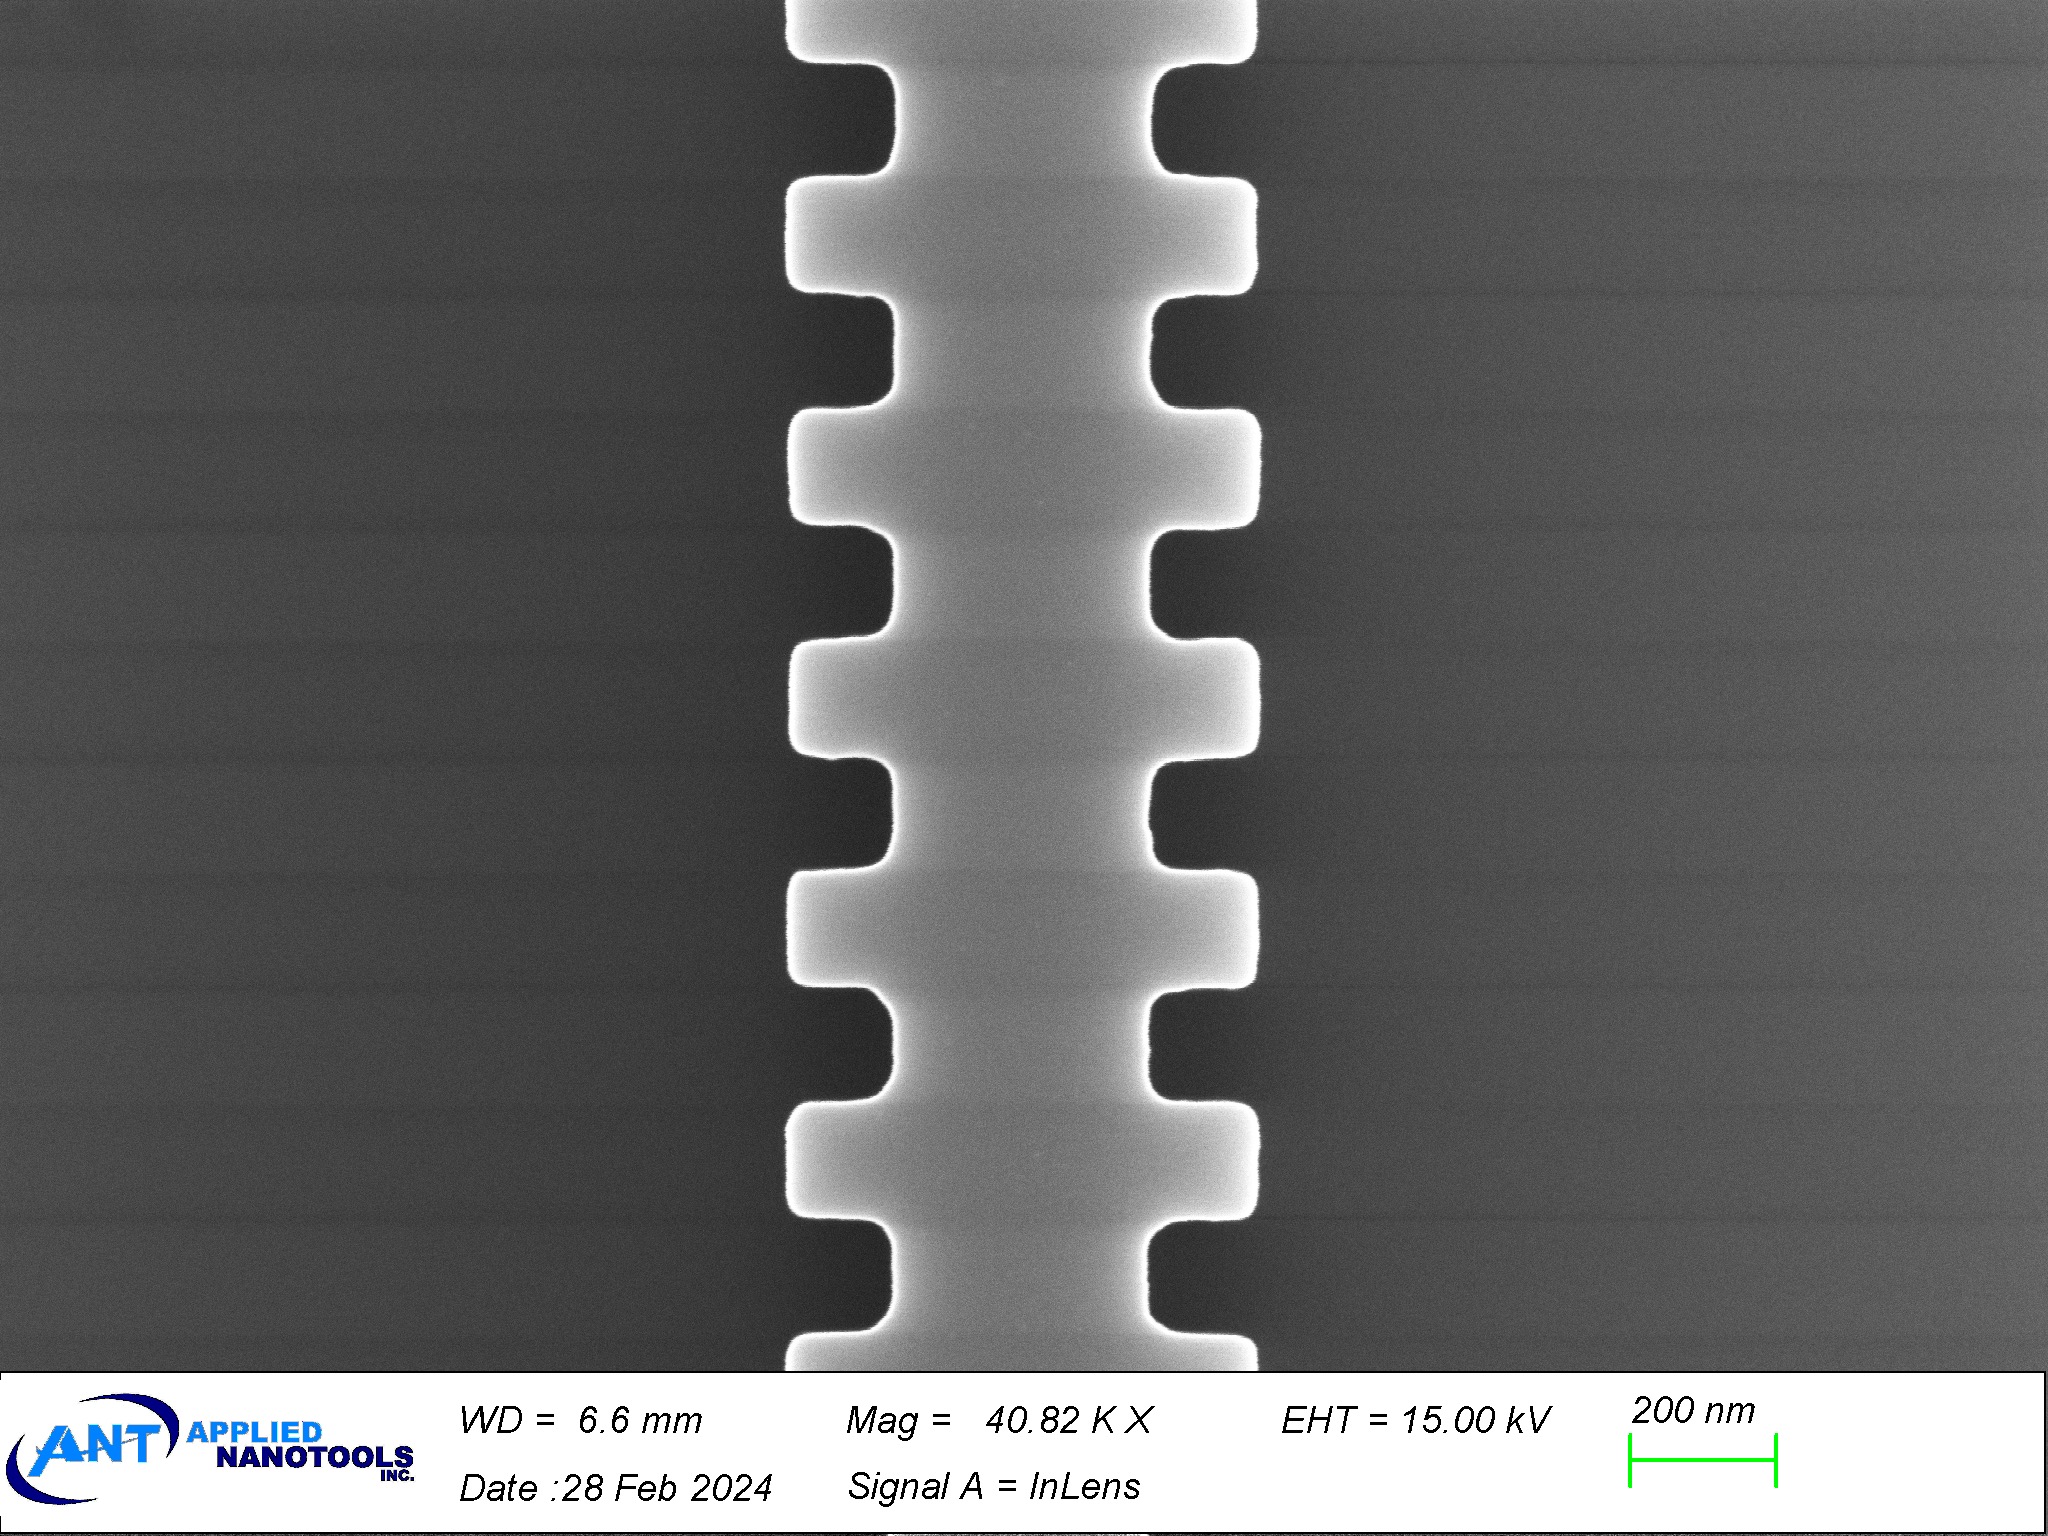 ANT APPLIED
NANOTOOLS
INC.
WD = 6.6 mm
Mag = 40.82 K X
EHT = 15.00 kV
200 nm
Date :28 Feb 2024
Signal A = InLens